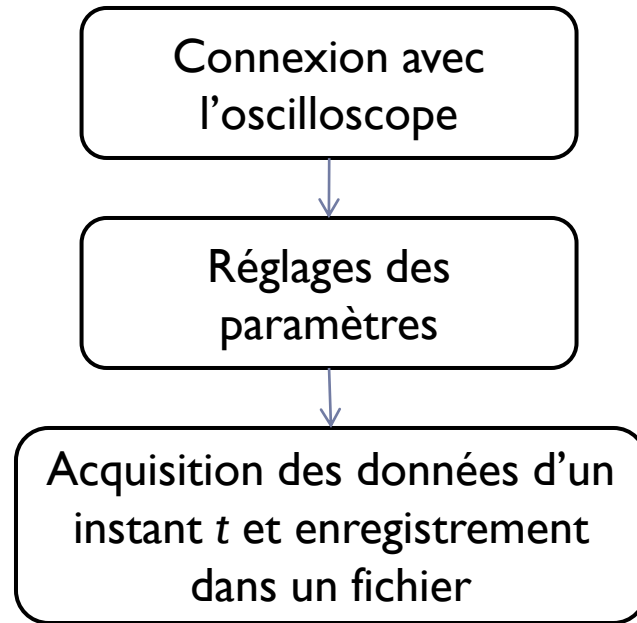 Connexion avec
l’oscilloscope
Réglages des
paramètres
Acquisition des données d’un
instant t et enregistrement
dans un fichier